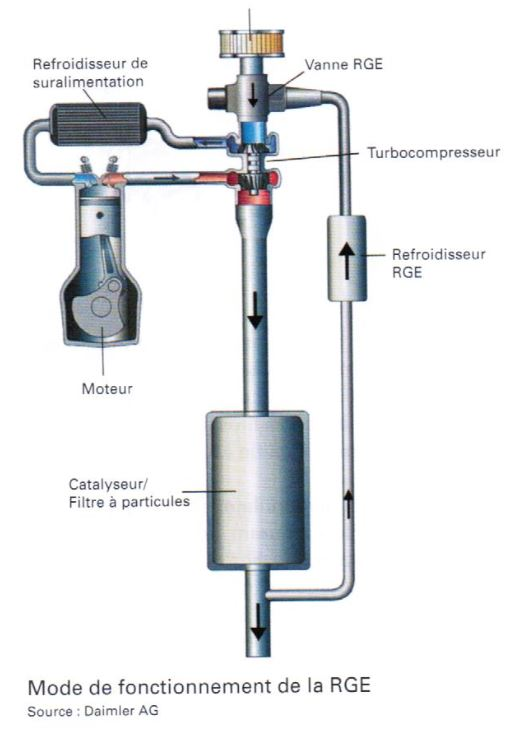 Refroidisseur de
suralimentation
Vanne RGE
Turbocompresseur
Refroidisseur
RGE
Moteur
Catalyseur/
Filtre à particules
Mode de fonctionnement de la RGE
Source : Daimler AG